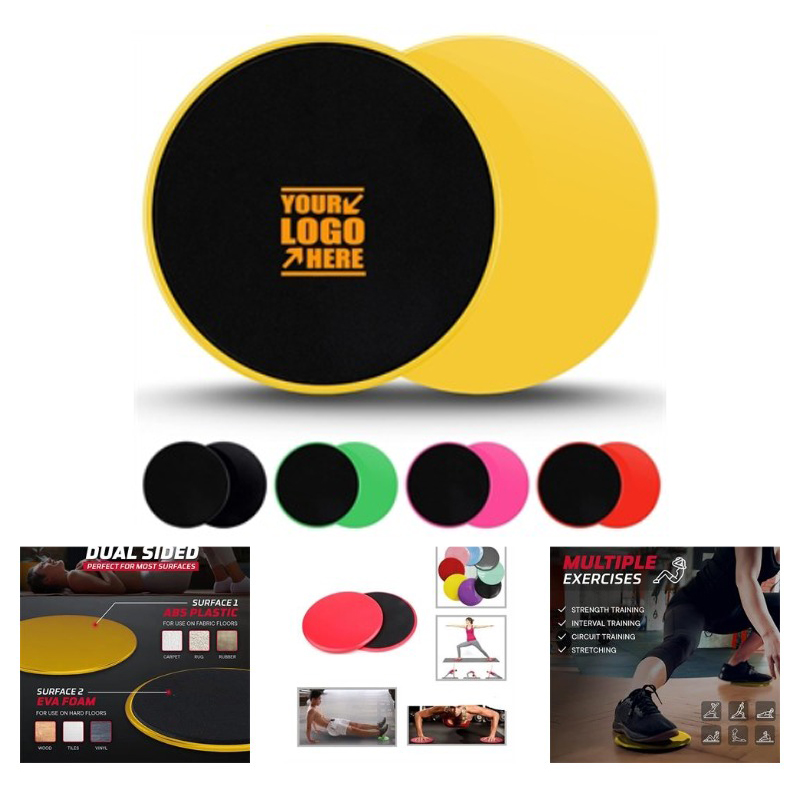 YOUR
LOGO
HERE
DUAL SIDED
PERFECT FOR MOST SURFACES
SURFACE 1
ABS PLASTIC
FOR USE ON FABRIC FLOORS
CARPET RUG RUBBER
SURFACE 2
EVA FOAM
FOR USE ON HARD FLOORS
WOOD TILES VINYL
MULTIPLE
EXERCISES
STRENGTH TRAINING
INTERVAL TRAINING
CIRCUIT TRAINING
STRETCHING